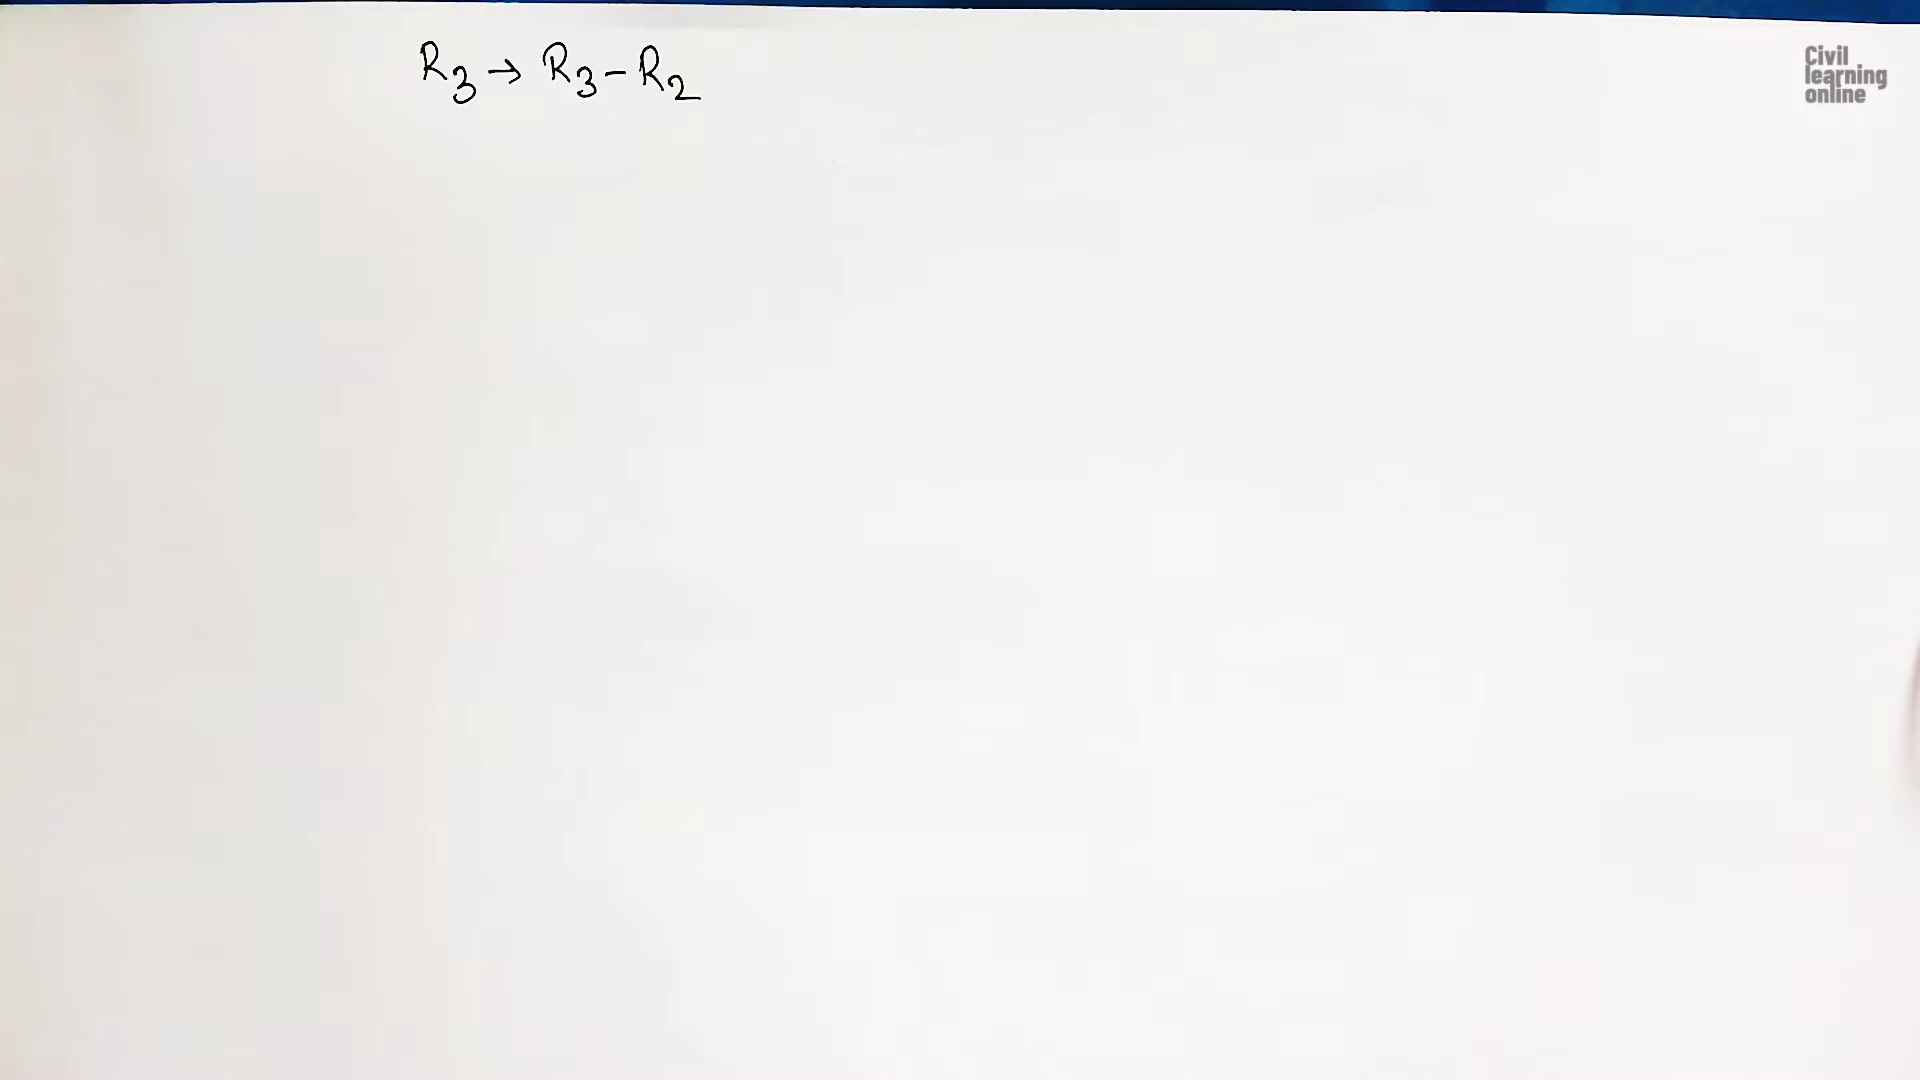 R₃ → R₃ - R₂
Civil
learning
online